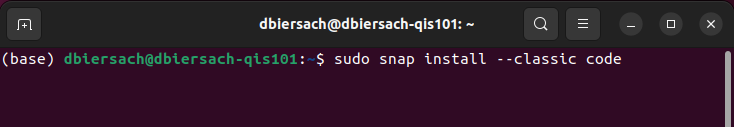 dbiersach@dbiersach-qis101: ~
(base) dbiersach@dbiersach-qis101:~$ sudo snap install --classic code